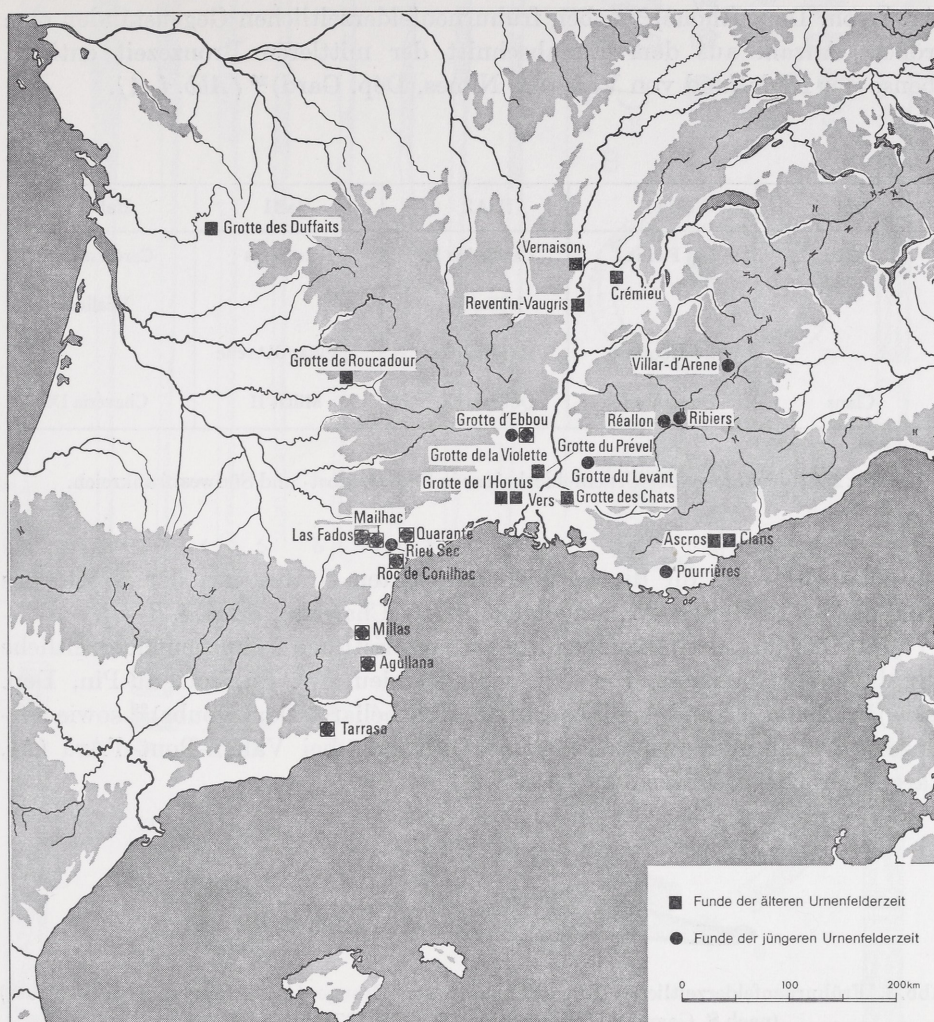 Grotte des Duffaits
Vernaison
Crémieu
Reventin-Vaugris
Grotte de Roucadour
Villar-d'Arène
Grotte d'Ebbou
Réallon
Ribiers
Grotte du Prével
Grotte de la Violette
Grotte du Levant
Grotte de l'Hortus
Vers
Grotte des Chats
Mailhac
Las Fados
Quarante
Rieu Sec
Ascros
Clans
Roc de Conilhac
Pourrières
Millas
Agullana
Tarrasa
Funde der älteren Urnenfelderzeit
Funde der jüngeren Urnenfelderzeit
0 100 200km